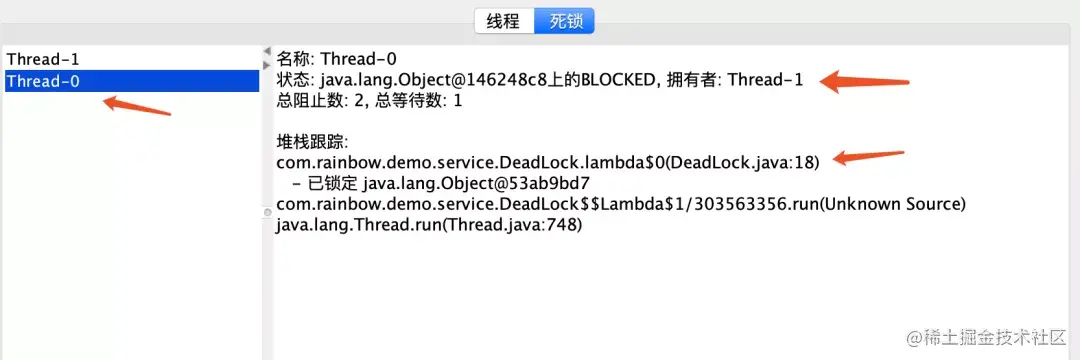 线程 死锁
Thread-1
Thread-0
名称: Thread-0
状态: java.lang.Object@146248c8上的BLOCKED, 拥有者: Thread-1
总阻止数: 2, 总等待数: 1
堆栈跟踪:
com.rainbow.demo.service.DeadLock.lambda$0(DeadLock.java:18)
- 已锁定 java.lang.Object@53ab9bd7
com.rainbow.demo.service.DeadLock$$Lambda$1/303563356.run(Unknown Source)
java.lang.Thread.run(Thread.java:748)
@稀土掘金技术社区